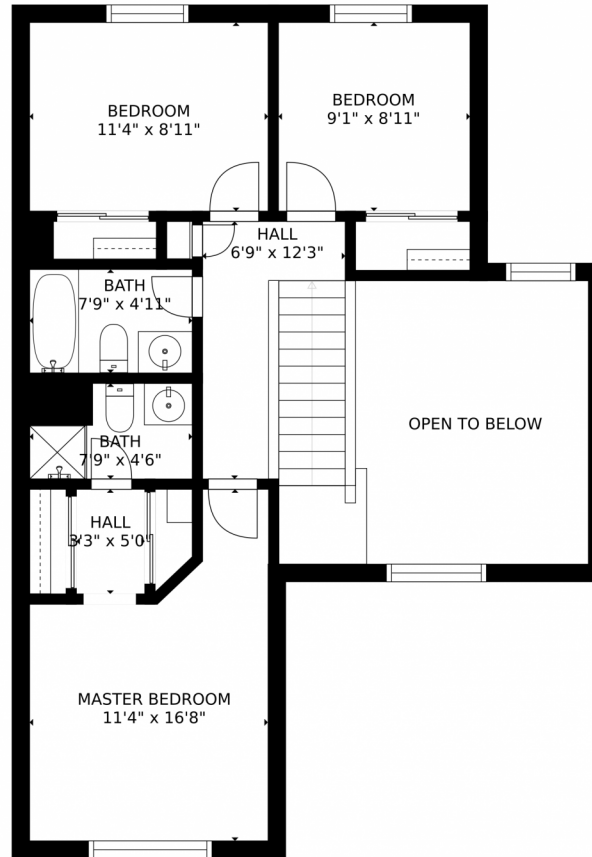 BEDROOM
11'4" x 8'11"
BEDROOM
9'1" x 8'11"
HALL
6'9" x 12'3"
BATH
7'9" x 4'11"
OPEN TO BELOW
BATH
7'9" x 4'6"
HALL
3'3" x 5'0"
MASTER BEDROOM
11'4" x 16'8"